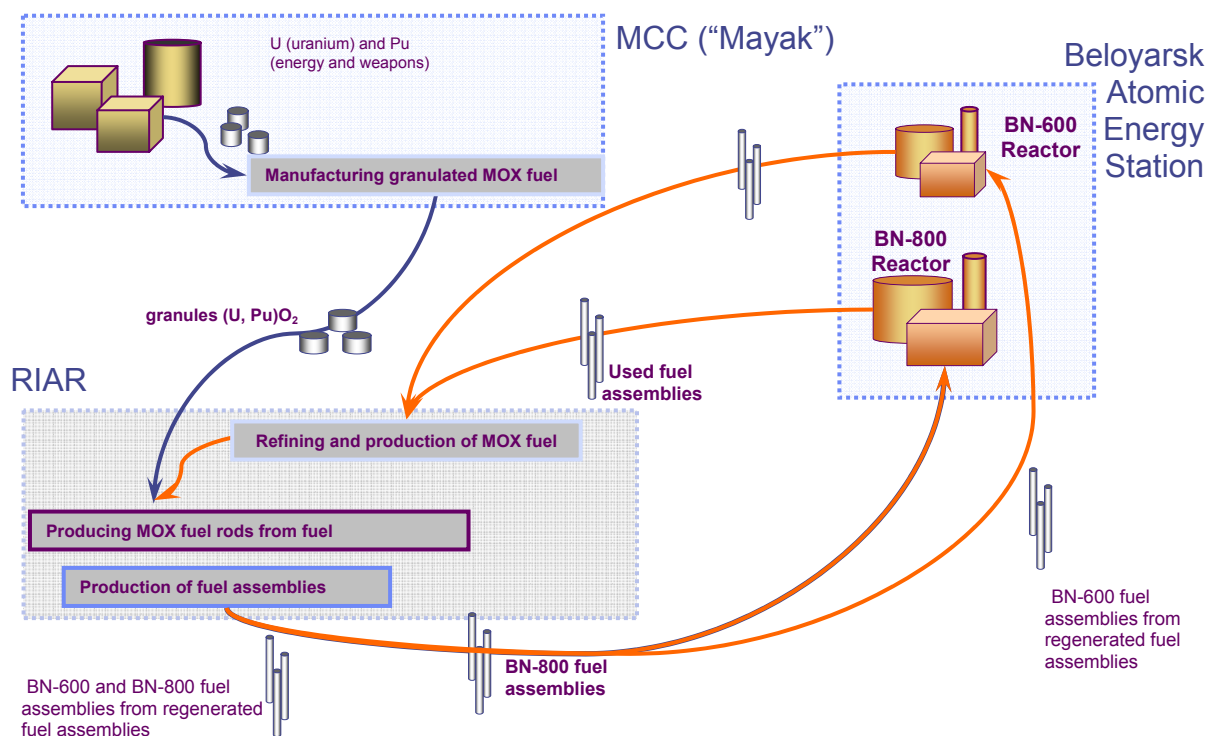 U (uranium) and Pu
(energy and weapons)
MCC (“Mayak”)
Manufacturing granulated MOX fuel
Beloyarsk
Atomic
Energy
Station
BN-600
Reactor
BN-800
Reactor
granules (U, Pu)O₂
Used fuel
assemblies
RIAR
Refining and production of MOX fuel
Producing MOX fuel rods from fuel
Production of fuel assemblies
BN-600 fuel
assemblies from
regenerated fuel
assemblies
BN-800 fuel
assemblies
BN-600 and BN-800 fuel
assemblies from regenerated
fuel assemblies